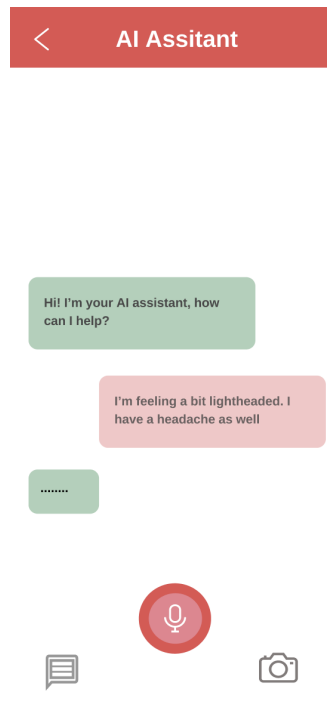 AI Assitant
Hi! I'm your AI assistant, how
can I help?
I'm feeling a bit lightheaded. I
have a headache as well
........